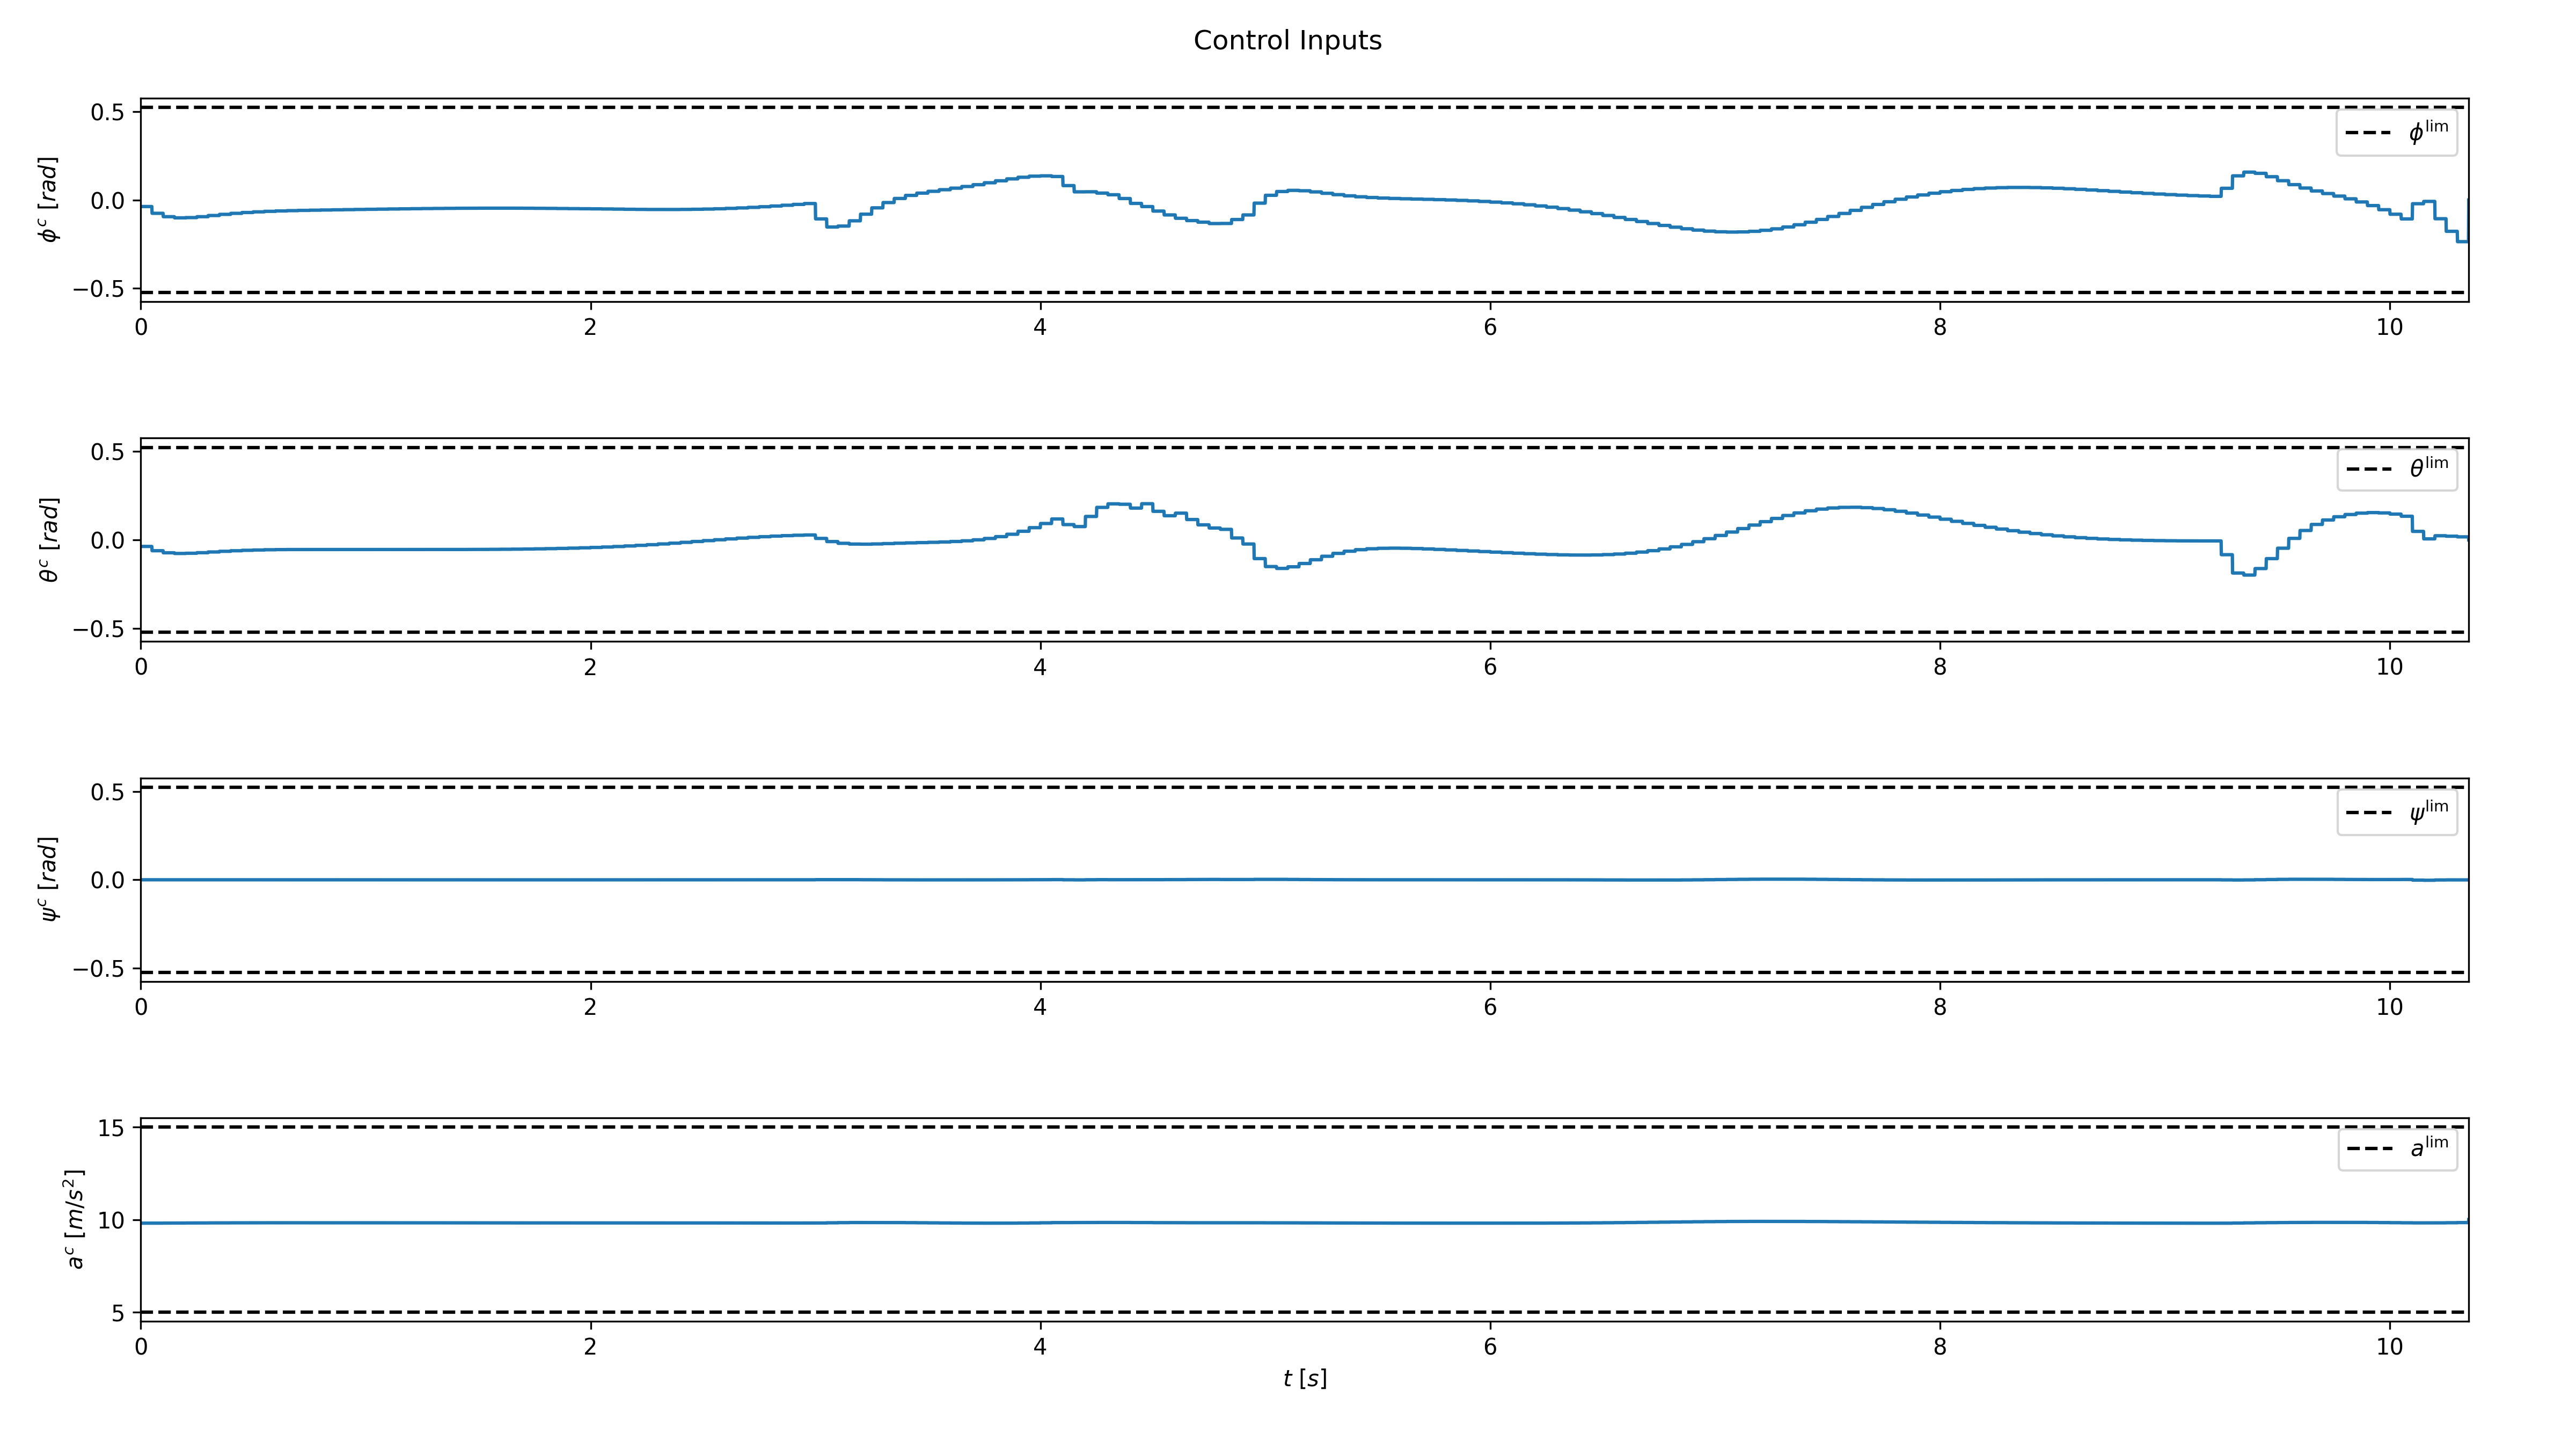 Control Inputs
ϕᶜ [rad]
0.5
0.0
−0.5
ϕˡⁱᵐ
0 2 4 6 8 10
θᶜ [rad]
0.5
0.0
−0.5
θˡⁱᵐ
0 2 4 6 8 10
ψᶜ [rad]
0.5
0.0
−0.5
ψˡⁱᵐ
0 2 4 6 8 10
aᶜ [m/s²]
15
10
5
aˡⁱᵐ
0 2 4 6 8 10
t [s]